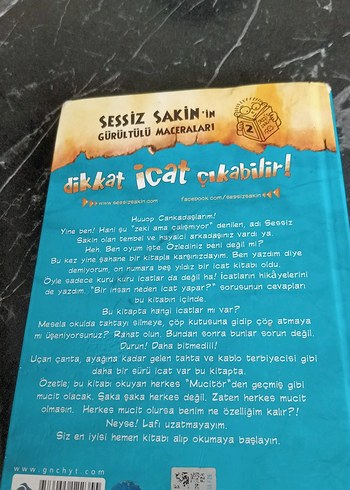 SESSİZ SAKİN'İN
GÜRÜLTÜLÜ MACERALARI
2
dikkat icat çıkabilir!
www.sessizsakin.com facebook.com/sessizsakin
Huuop Cankadaşlarım!
Yine ben! Hani şu "zeki ama çalışmıyor" denilen, adı Sessiz
Sakin olan tembel ve hayalci arkadaşınız vardı ya.
Heh. Ben oyum işte. Özlediniz beni değil mi?
Bu kez yine şahane bir kitapla karşınızdayım. Ben yazdım diye
demiyorum, on numara beş yıldız bir icat kitabı oldu.
Öyle sadece kuru kuru icatlar da değil ha! İcatların hikâyelerini
de yazdım. "Bir insan neden icat yapar?" sorusunun cevapları
bu kitabın içinde.
Bu kitapta hangi icatlar mı var?
Mesela okulda tahtayı silmeye, çöp kutusuna gidip çöp atmaya
mı üşeniyorsunuz? Rahat olun. Bundan sonra bunlar sorun değil.
Durun! Daha bitmedili!
Uçan çanta, ayağına kadar gelen tahta ve kablo terbiyecisi gibi
daha bir sürü icat var bu kitapta.
Özetle; bu kitabı okuyan herkes "Mucitör"den geçmiş gibi
mucit olacak. Şaka şaka herkes değil. Zaten herkes mucit
olmasın. Herkes mucit olursa benim ne özelliğim kalır?!
Neyse! Lafı uzatmayayım.
Siz en iyisi hemen kitabı alıp okumaya başlayın.
www.gnchyt.com